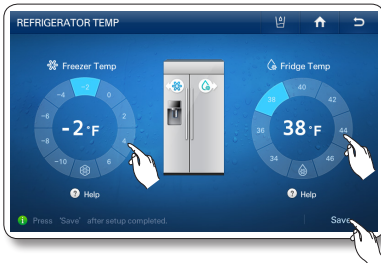 REFRIGERATOR TEMP
Freezer Temp
Fridge Temp
-2
-4
0
-6
2
-8
4
-10
6
-2°F
40
38
42
36
44
34
46
38°F
? Help
? Help
Press 'Save' after setup completed.
Save